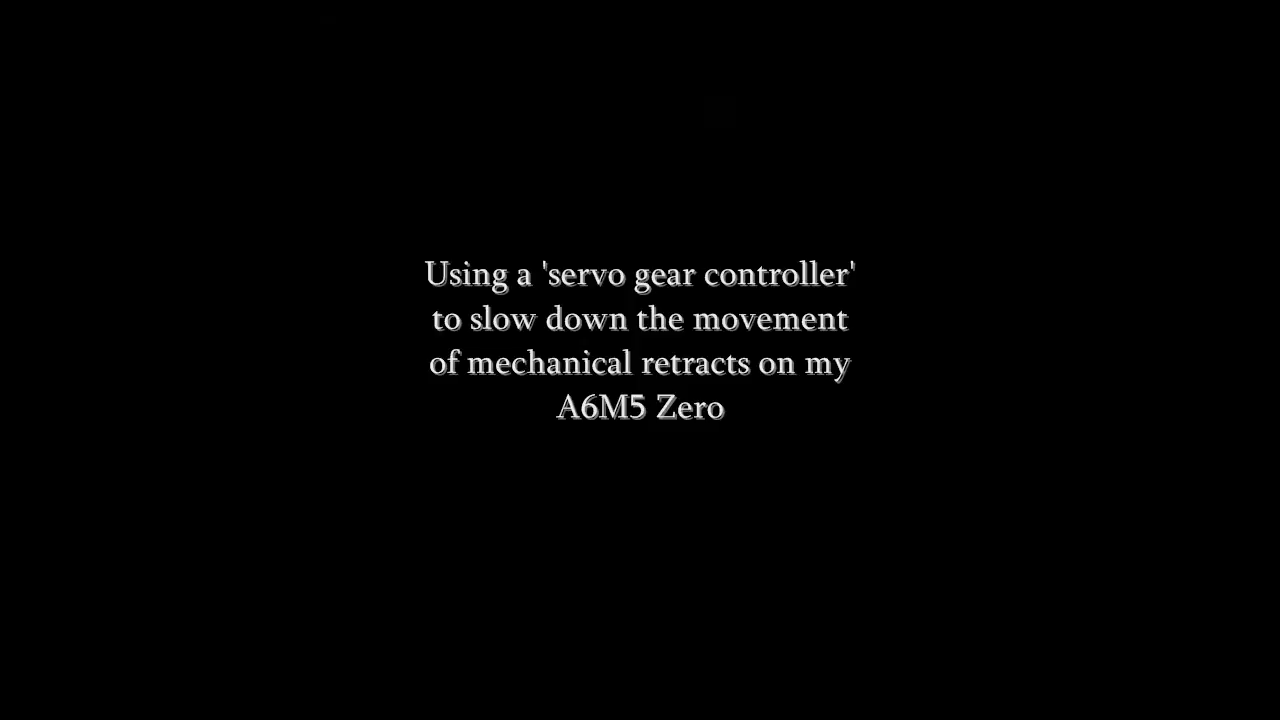 Using a 'servo gear controller'
to slow down the movement
of mechanical retracts on my
A6M5 Zero